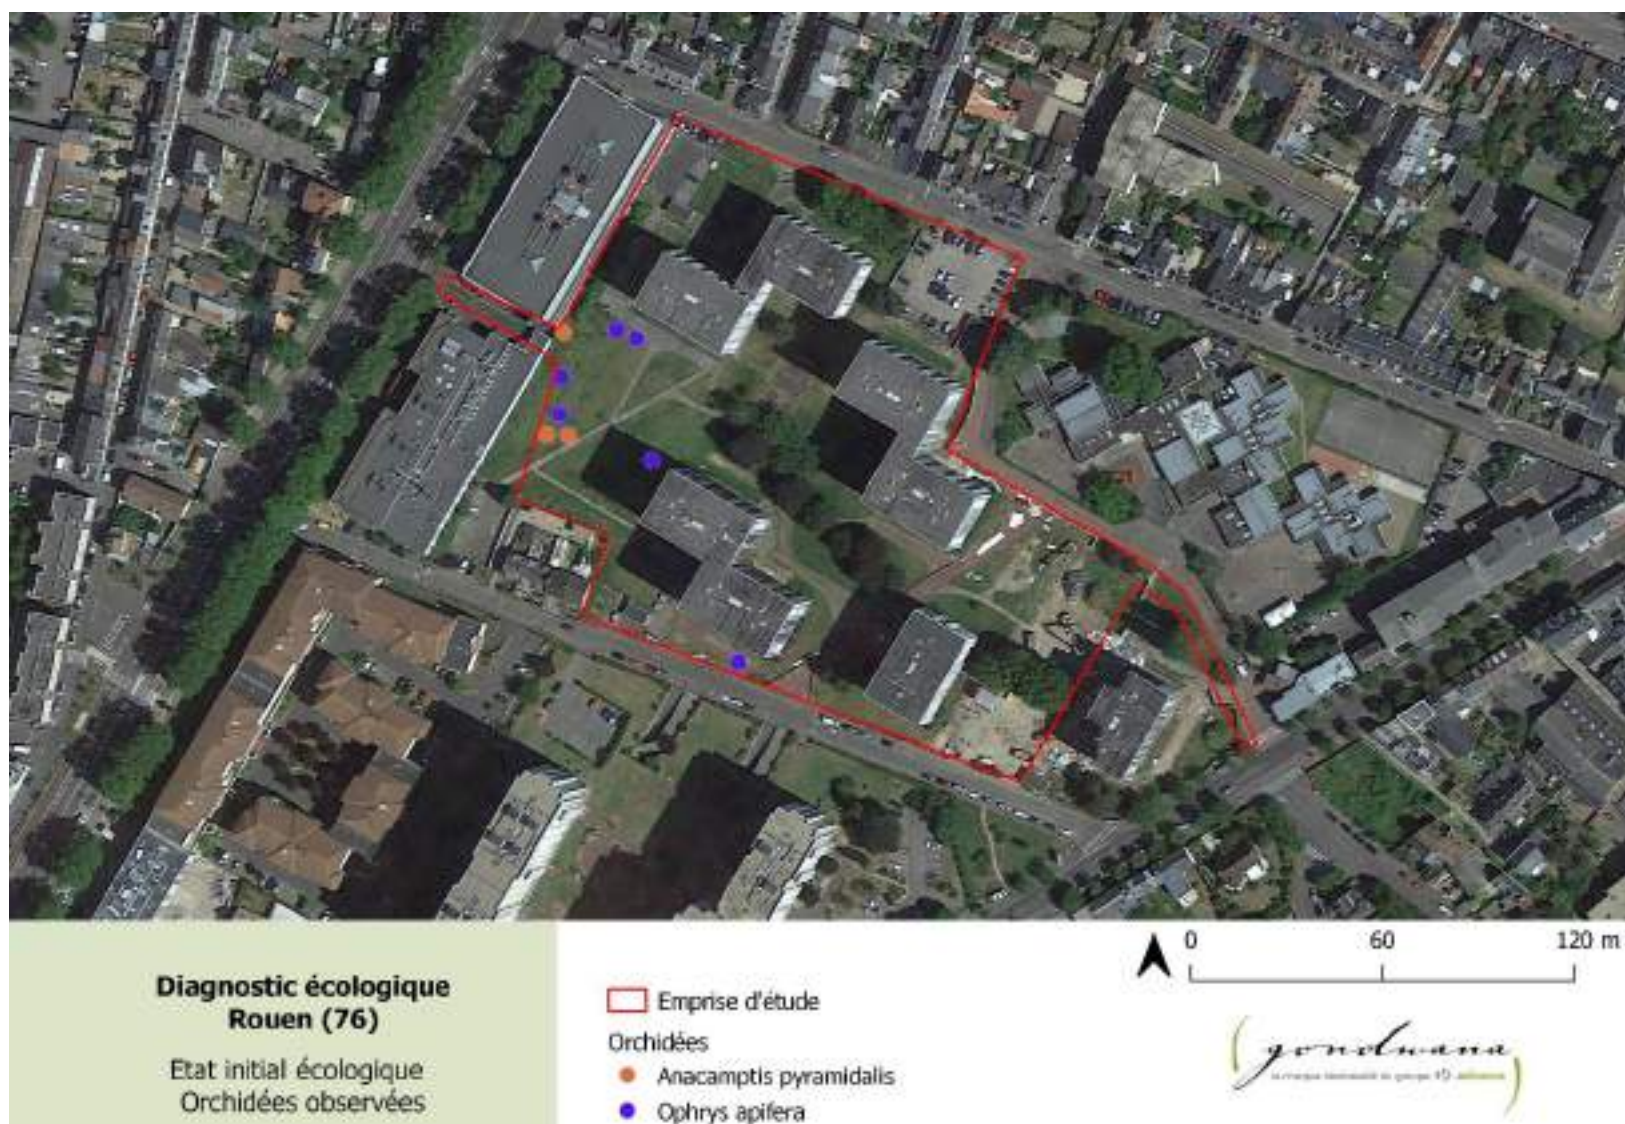 0 60 120 m
Diagnostic écologique
Rouen (76)
Etat initial écologique
Orchidées observées
Emprise d'étude
Orchidées
Anacamptis pyramidalis
Ophrys apifera
gondwana